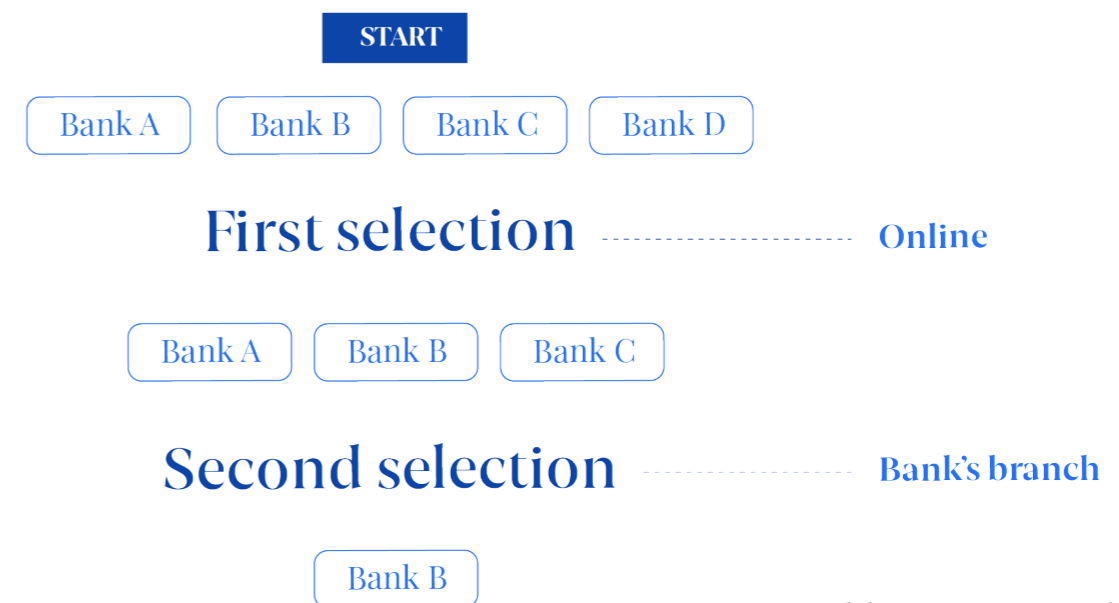 START
Bank A Bank B Bank C Bank D
First selection Online
Bank A Bank B Bank C
Second selection Bank's branch
Bank B